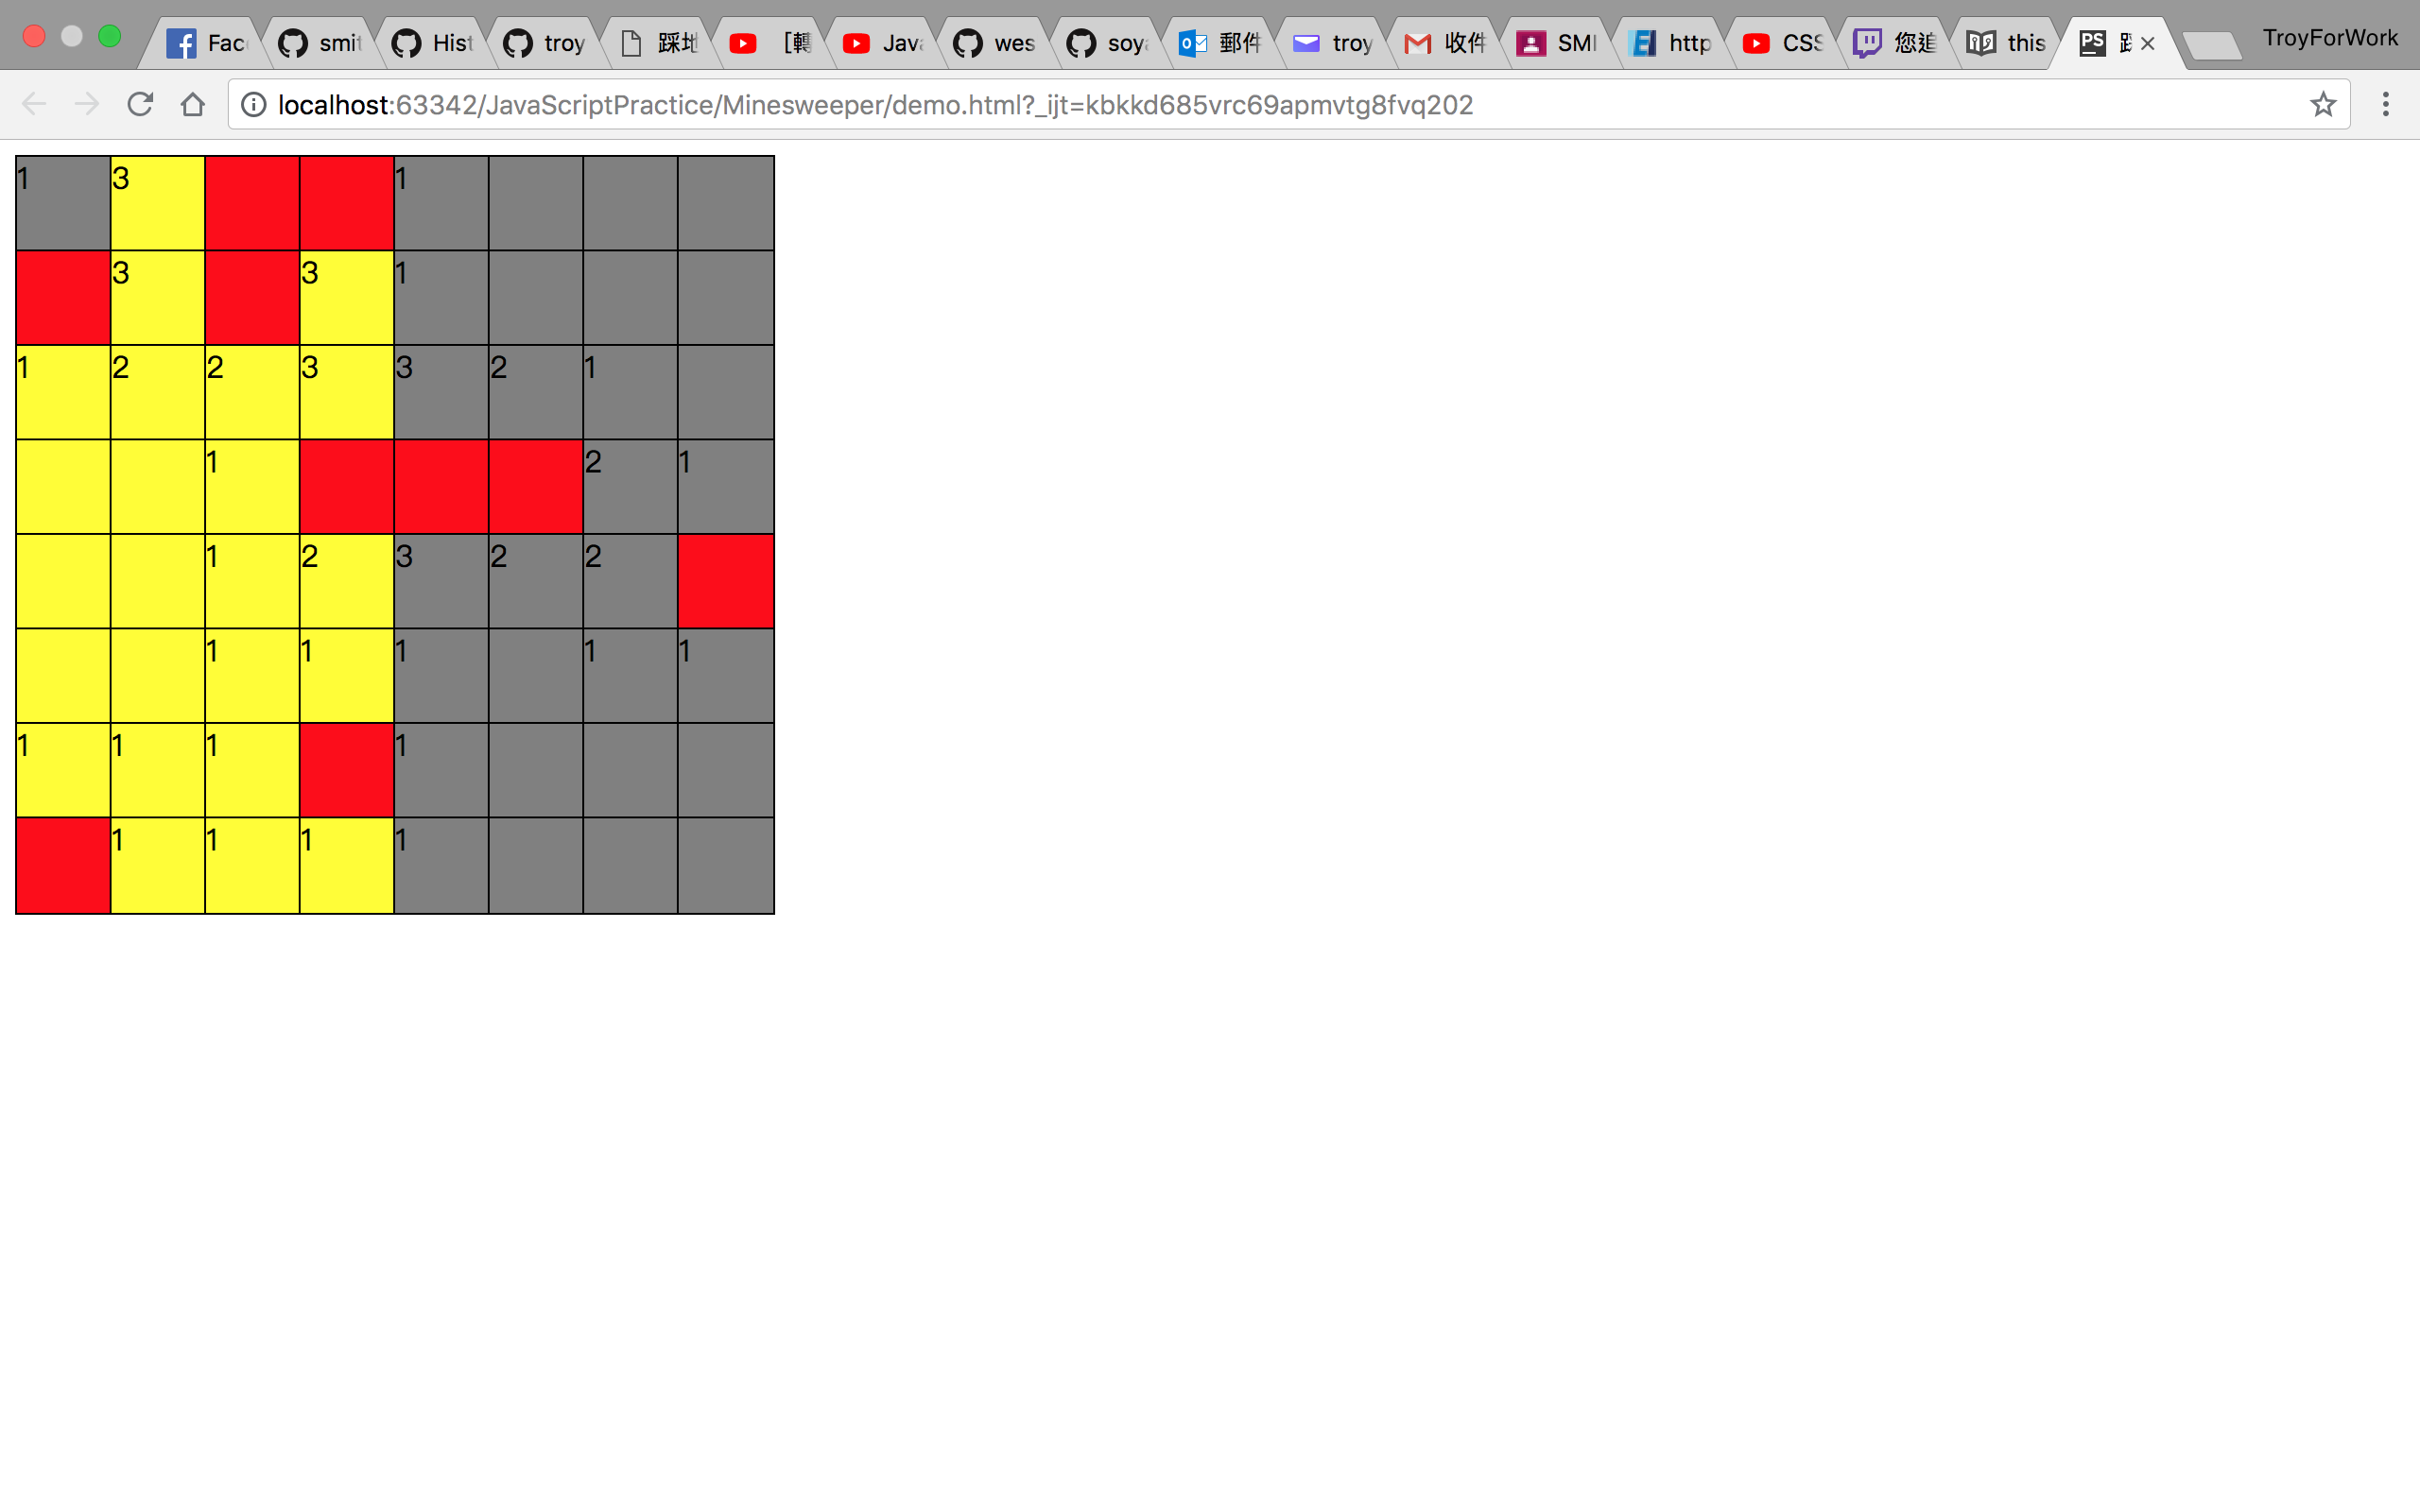 Fac smit Hist troy 踩地 [轉 Java wes soya 郵件 troy 收件 SMI http CSS 您追 this TroyForWork
localhost:63342/JavaScriptPractice/Minesweeper/demo.html?_ijt=kbkkd685vrc69apmvtg8fvq202
1 3 1
3 3 1
1 2 2 3 3 2 1
1 2 1
1 2 3 2 2
1 1 1 1 1
1 1 1 1
1 1 1 1